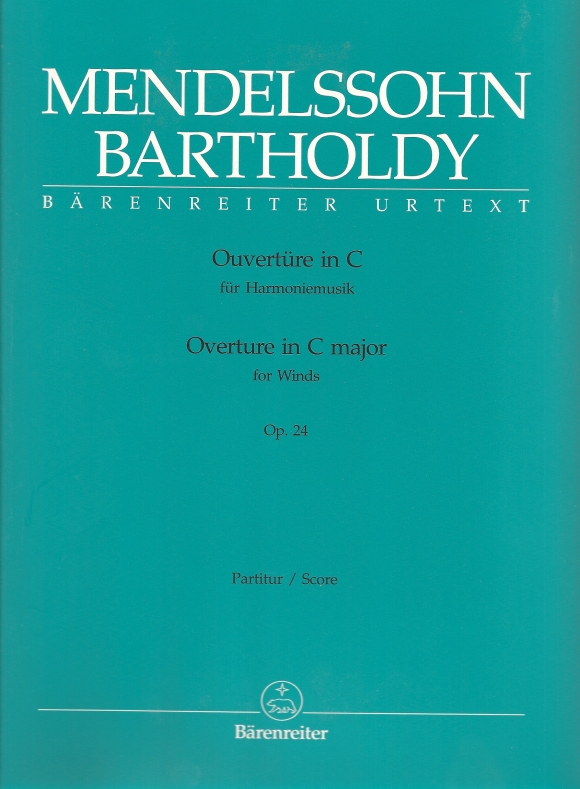 MENDELSSOHN
BARTHOLDY
BÄRENREITER URTEXT
Ouvertüre in C
für Harmoniemusik
Overture in C major
for Winds
Op. 24
Partitur / Score
Bärenreiter